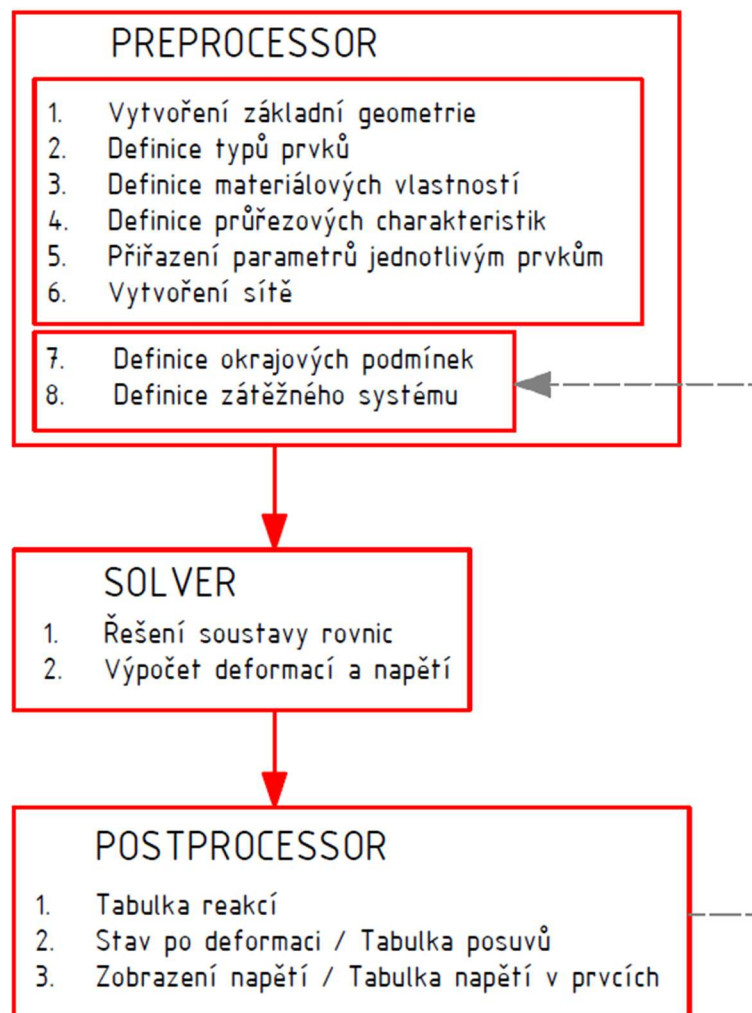 PREPROCESSOR
1. Vytvoření základní geometrie
2. Definice typů prvků
3. Definice materiálových vlastností
4. Definice průřezových charakteristik
5. Přiřazení parametrů jednotlivým prvkům
6. Vytvoření sítě
7. Definice okrajových podmínek
8. Definice zátěžného systému
SOLVER
1. Řešení soustavy rovnic
2. Výpočet deformací a napětí
POSTPROCESSOR
1. Tabulka reakcí
2. Stav po deformaci / Tabulka posuvů
3. Zobrazení napětí / Tabulka napětí v prvcích